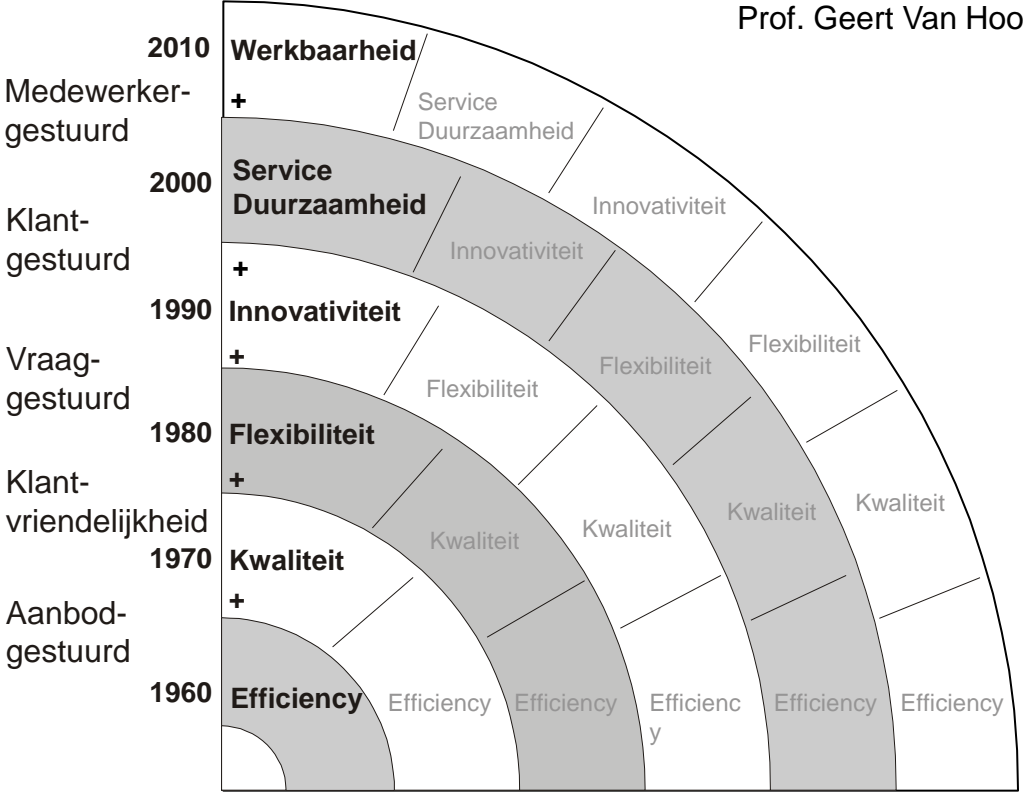 Prof. Geert Van Hoo
2010
Werkbaarheid
+
Medewerker-
gestuurd
Service
Duurzaamheid
Innovativiteit
Flexibiliteit
Kwaliteit
Efficiency
2000
Service
Duurzaamheid
+
Klant-
gestuurd
Innovativiteit
Flexibiliteit
Kwaliteit
Efficiency
1990
Innovativiteit
+
Vraag-
gestuurd
Flexibiliteit
Kwaliteit
Efficienc
y
1980
Flexibiliteit
+
Klant-
vriendelijkheid
Kwaliteit
Efficiency
1970
Kwaliteit
+
Aanbod-
gestuurd
Efficiency
1960
Efficiency